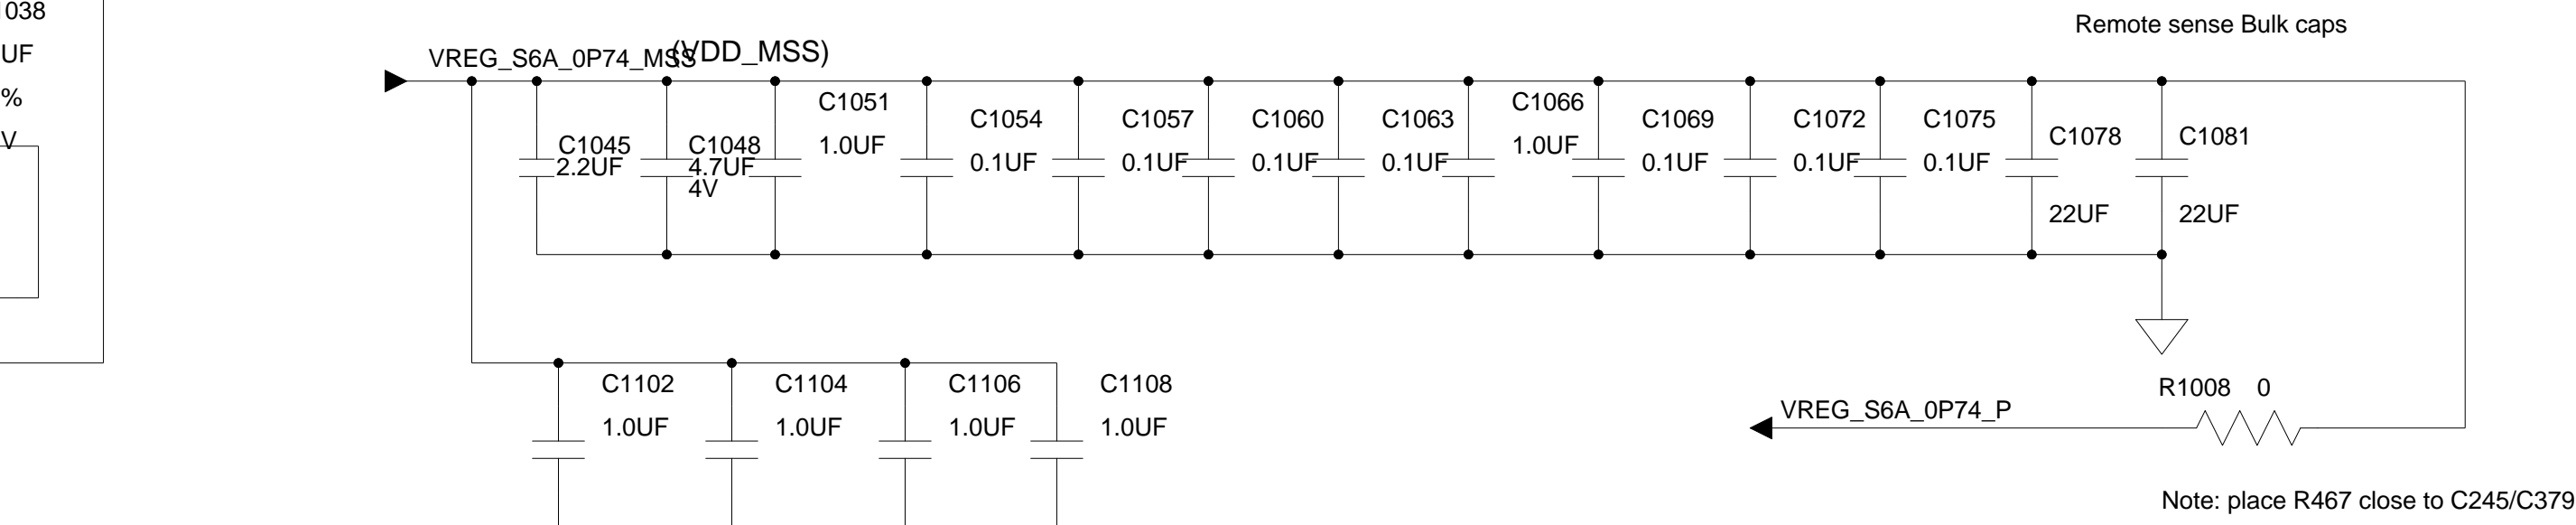 1038
UF
%
V
Remote sense Bulk caps
VREG_S6A_0P74_MSS
(VDD_MSS)
C1045
2.2UF
C1048
4.7UF
4V
C1051
1.0UF
C1054
0.1UF
C1057
0.1UF
C1060
0.1UF
C1063
0.1UF
C1066
1.0UF
C1069
0.1UF
C1072
0.1UF
C1075
0.1UF
C1078
22UF
C1081
22UF
C1102
1.0UF
C1104
1.0UF
C1106
1.0UF
C1108
1.0UF
R1008 0
VREG_S6A_0P74_P
Note: place R467 close to C245/C379